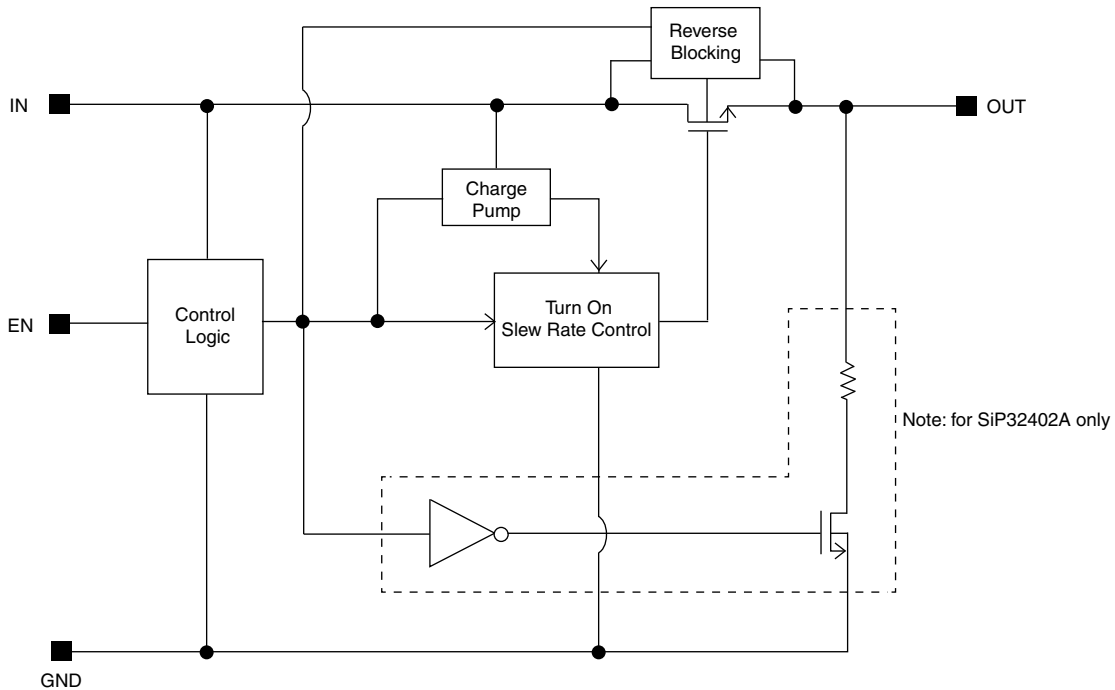 Reverse
Blocking
IN
OUT
Charge
Pump
Control
Logic
EN
Turn On
Slew Rate Control
Note: for SiP32402A only
GND